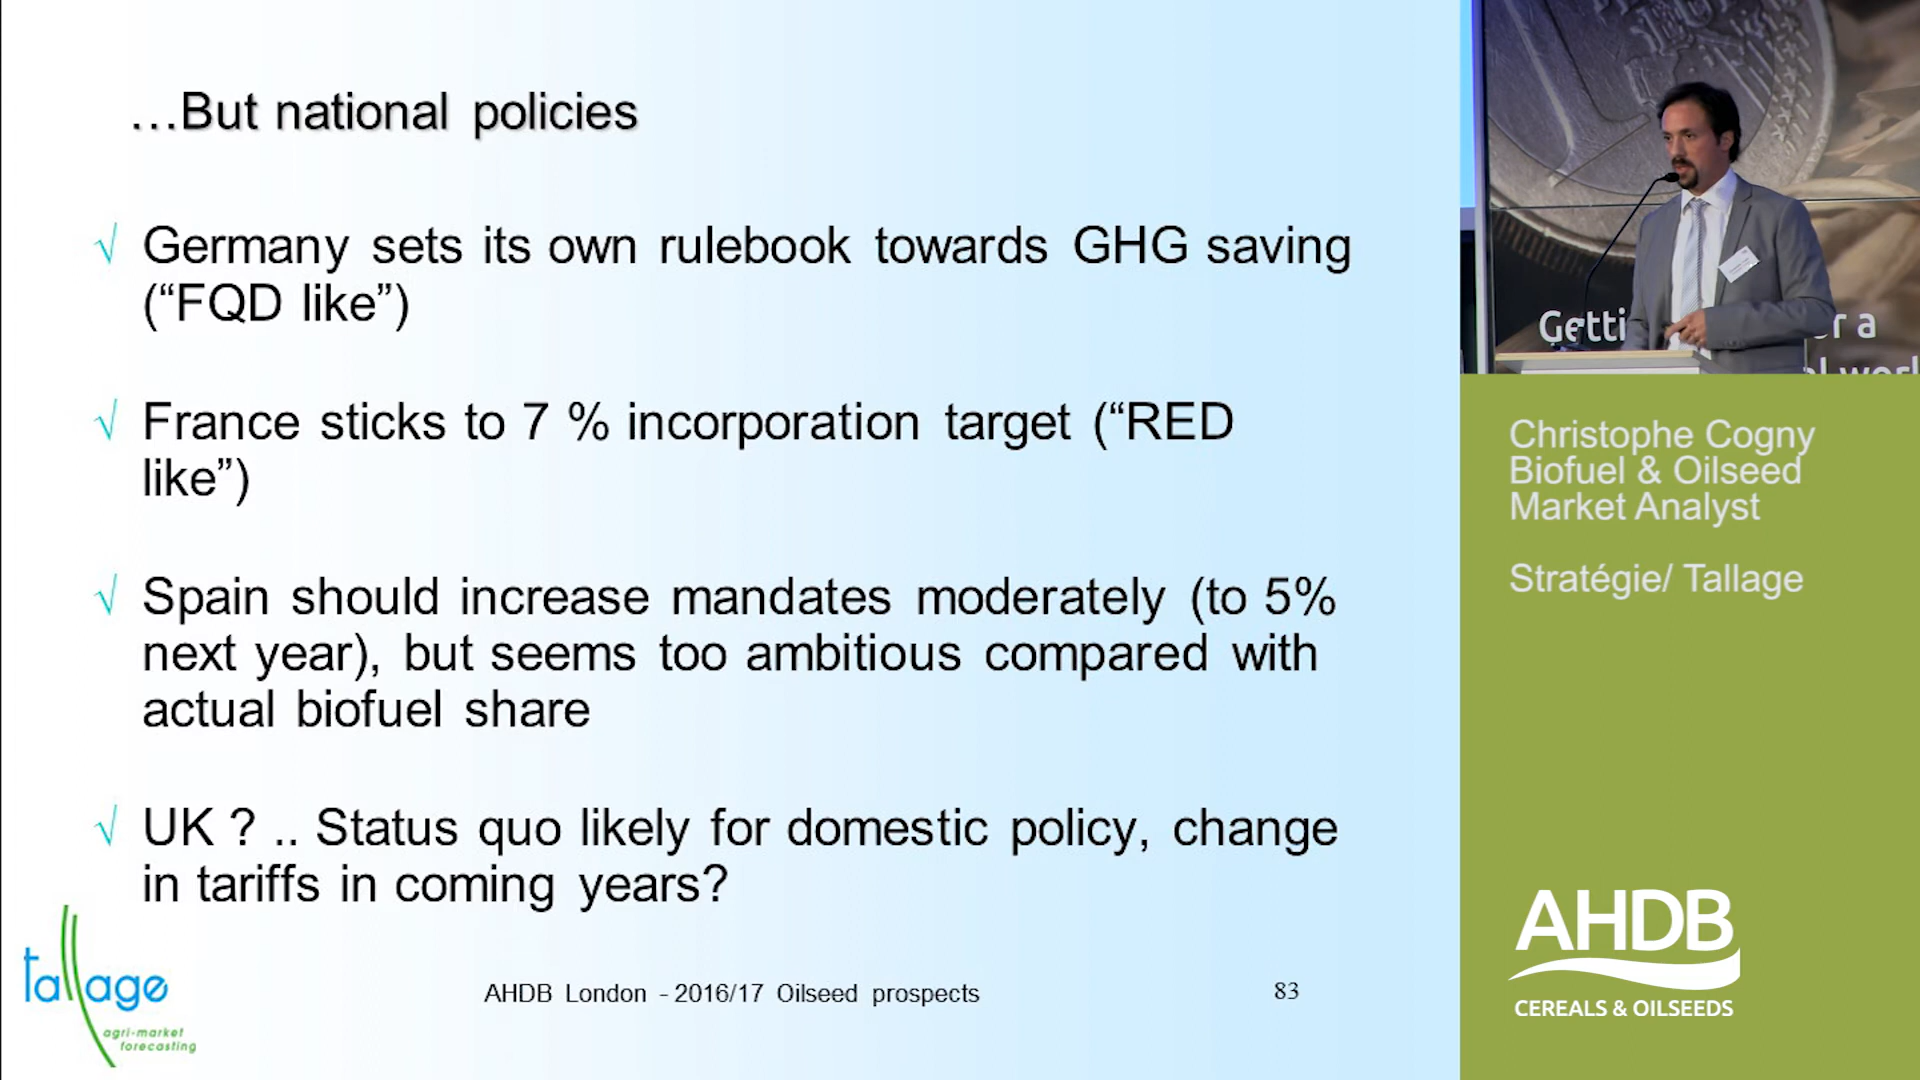 ...But national policies
√ Germany sets its own rulebook towards GHG saving
(“FQD like”)
√ France sticks to 7 % incorporation target (“RED
like”)
√ Spain should increase mandates moderately (to 5%
next year), but seems too ambitious compared with
actual biofuel share
√ UK ? .. Status quo likely for domestic policy, change
in tariffs in coming years?
tallage
agri-market
forecasting
AHDB London - 2016/17 Oilseed prospects
83
Getti
r a
Christophe Cogny
Biofuel & Oilseed
Market Analyst
Stratégie/ Tallage
AHDB
CEREALS & OILSEEDS